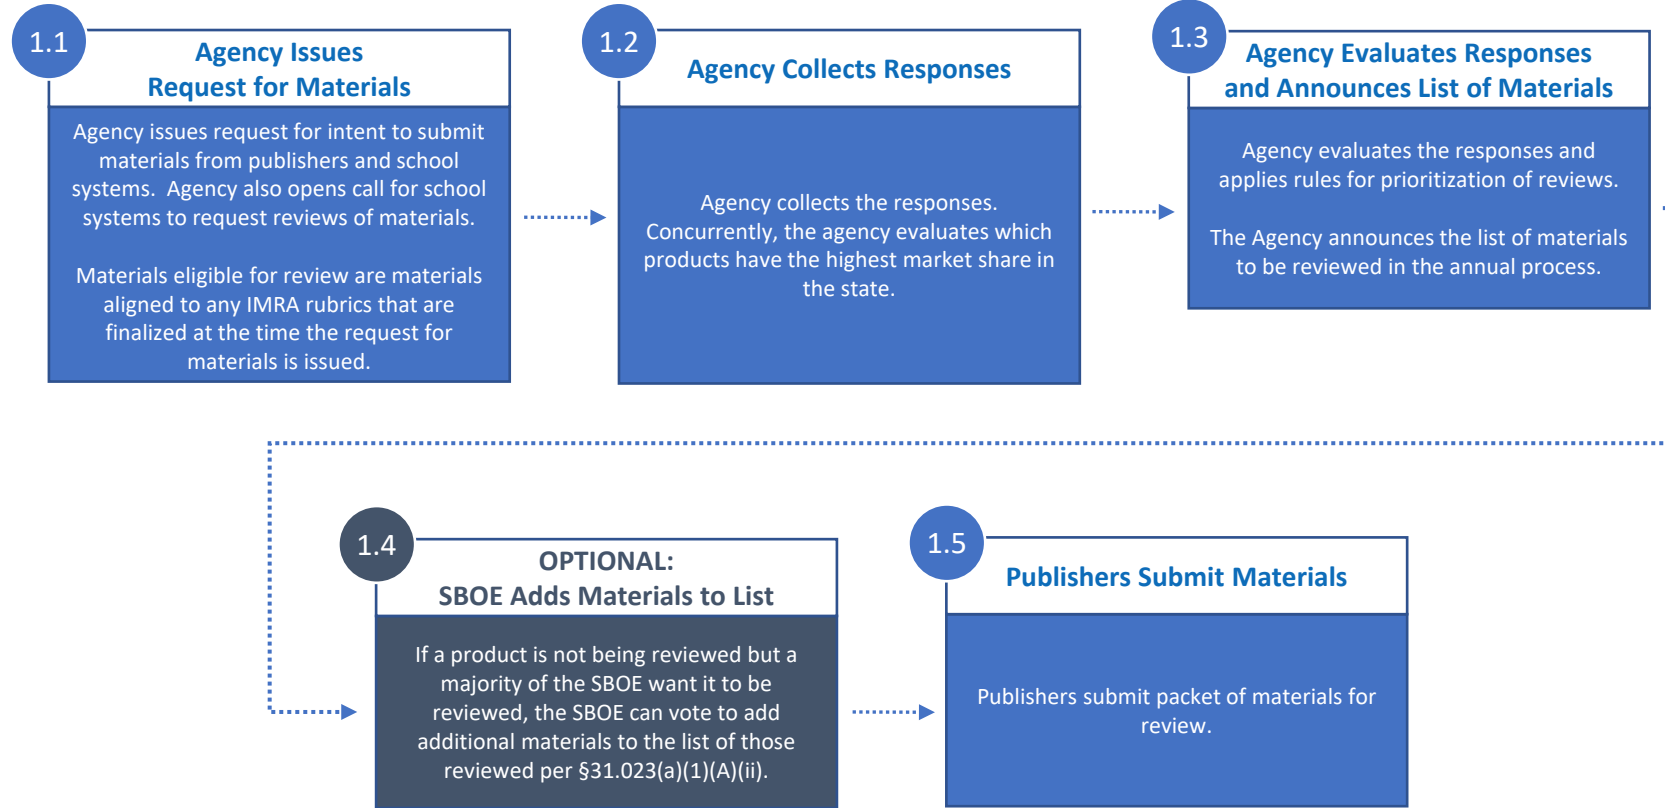 1.1
Agency Issues
Request for Materials
Agency issues request for intent to submit
materials from publishers and school
systems.  Agency also opens call for school
systems to request reviews of materials.
Materials eligible for review are materials
aligned to any IMRA rubrics that are
finalized at the time the request for
materials is issued.
1.2
Agency Collects Responses
Agency collects the responses.
Concurrently, the agency evaluates which
products have the highest market share in
the state.
1.3
Agency Evaluates Responses
and Announces List of Materials
Agency evaluates the responses and
applies rules for prioritization of reviews.
The Agency announces the list of materials
to be reviewed in the annual process.
1.4
OPTIONAL:
SBOE Adds Materials to List
If a product is not being reviewed but a
majority of the SBOE want it to be
reviewed, the SBOE can vote to add
additional materials to the list of those
reviewed per §31.023(a)(1)(A)(ii).
1.5
Publishers Submit Materials
Publishers submit packet of materials for
review.